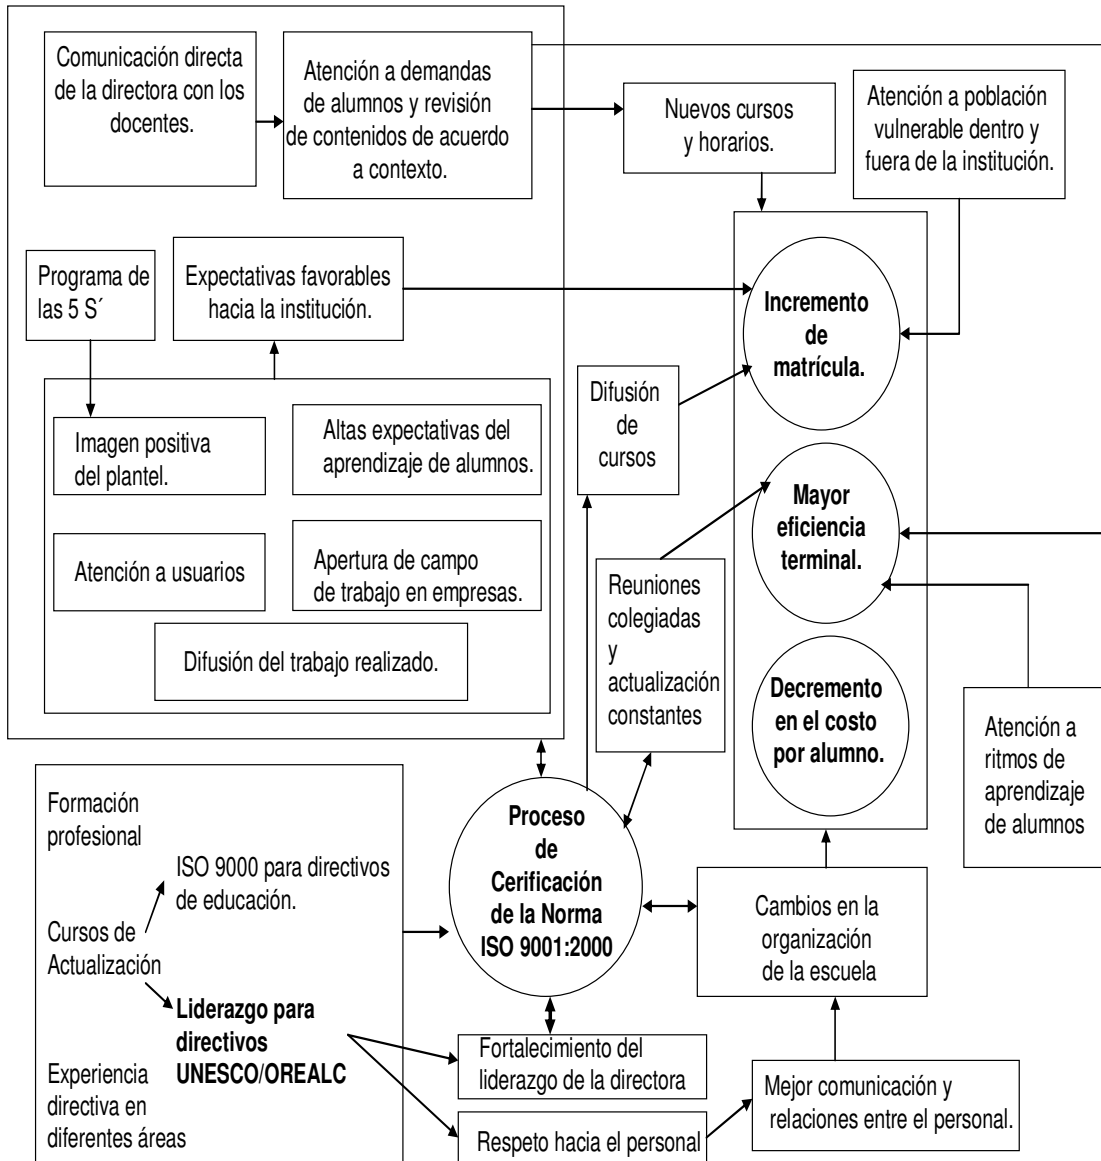 Comunicación directa
de la directora con los
docentes.
Atención a demandas
de alumnos y revisión
de contenidos de acuerdo
a contexto.
Nuevos cursos
y horarios.
Atención a población
vulnerable dentro y
fuera de la institución.
Programa de
las 5 S´
Expectativas favorables
hacia la institución.
Incremento
de
matrícula.
Difusión
de
cursos
Imagen positiva
del plantel.
Altas expectativas del
aprendizaje de alumnos.
Mayor
eficiencia
terminal.
Atención a usuarios
Apertura de campo
de trabajo en empresas.
Reuniones
colegiadas
y
actualización
constantes
Difusión del trabajo realizado.
Decremento
en el costo
por alumno.
Atención a
ritmos de
aprendizaje
de alumnos
Formación
profesional
ISO 9000 para directivos
de educación.
Cursos de
Actualización
Liderazgo para
directivos
UNESCO/OREALC
Experiencia
directiva en
diferentes áreas
Proceso
de
Cerificación
de la Norma
ISO 9001:2000
Cambios en la
organización
de la escuela
Fortalecimiento del
liderazgo de la directora
Respeto hacia el personal
Mejor comunicación y
relaciones entre el personal.